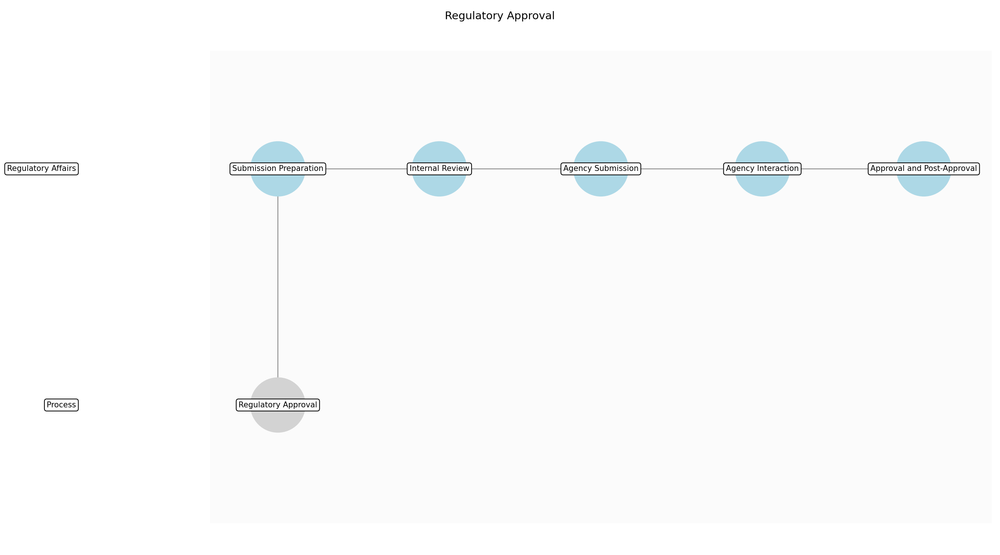 Regulatory Approval
Regulatory Affairs
Submission Preparation
Internal Review
Agency Submission
Agency Interaction
Approval and Post-Approval
Process
Regulatory Approval